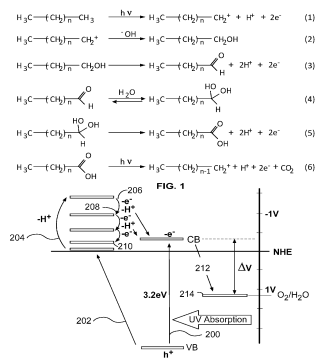 H₃C—(CH₂)n—CH₃ hν H₃C—(CH₂)n—CH₂⁺ + H⁺ + 2e⁻ (1)
H₃C—(CH₂)n—CH₂⁺ ⁻OH H₃C—(CH₂)n—CH₂OH (2)
H₃C—(CH₂)n—CH₂OH H₃C—(CH₂)n O H + 2H⁺ + 2e⁻ (3)
H₃C—(CH₂)n O H H₂O H₃C—(CH₂)n HO OH H (4)
H₃C—(CH₂)n HO OH H H₃C—(CH₂)n O OH + 2H⁺ + 2e⁻ (5)
H₃C—(CH₂)n O OH hν H₃C—(CH₂)n-1—CH₂⁺ + H⁺ + 2e⁻ + CO₂ (6)
FIG. 1
206
-e⁻
-H⁺
208
-H⁺
-e⁻
-H⁺
-e⁻
204
210
-e⁻
CB
-1V
NHE
212
ΔV
3.2eV
214
1V
O₂/H₂O
UV Absorption
202
200
VB
h⁺